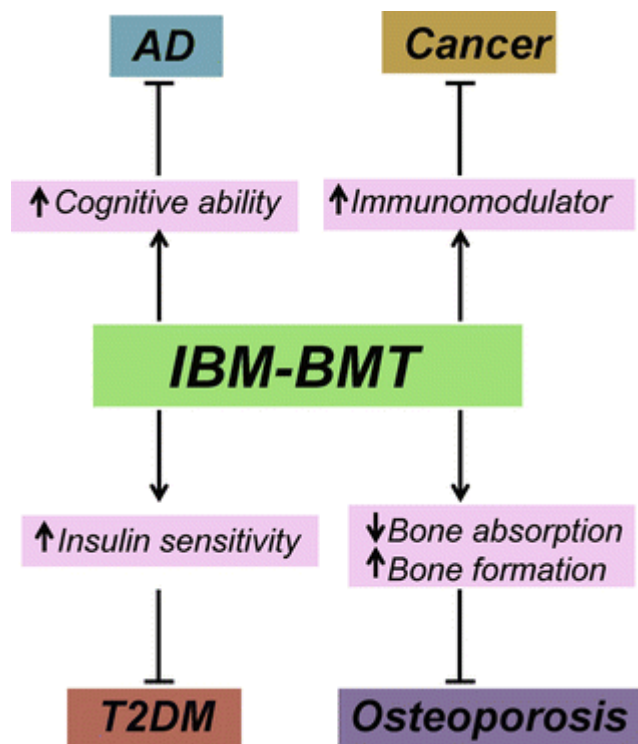 AD
Cancer
↑Cognitive ability
↑Immunomodulator
IBM-BMT
↑Insulin sensitivity
↓Bone absorption
↑Bone formation
T2DM
Osteoporosis